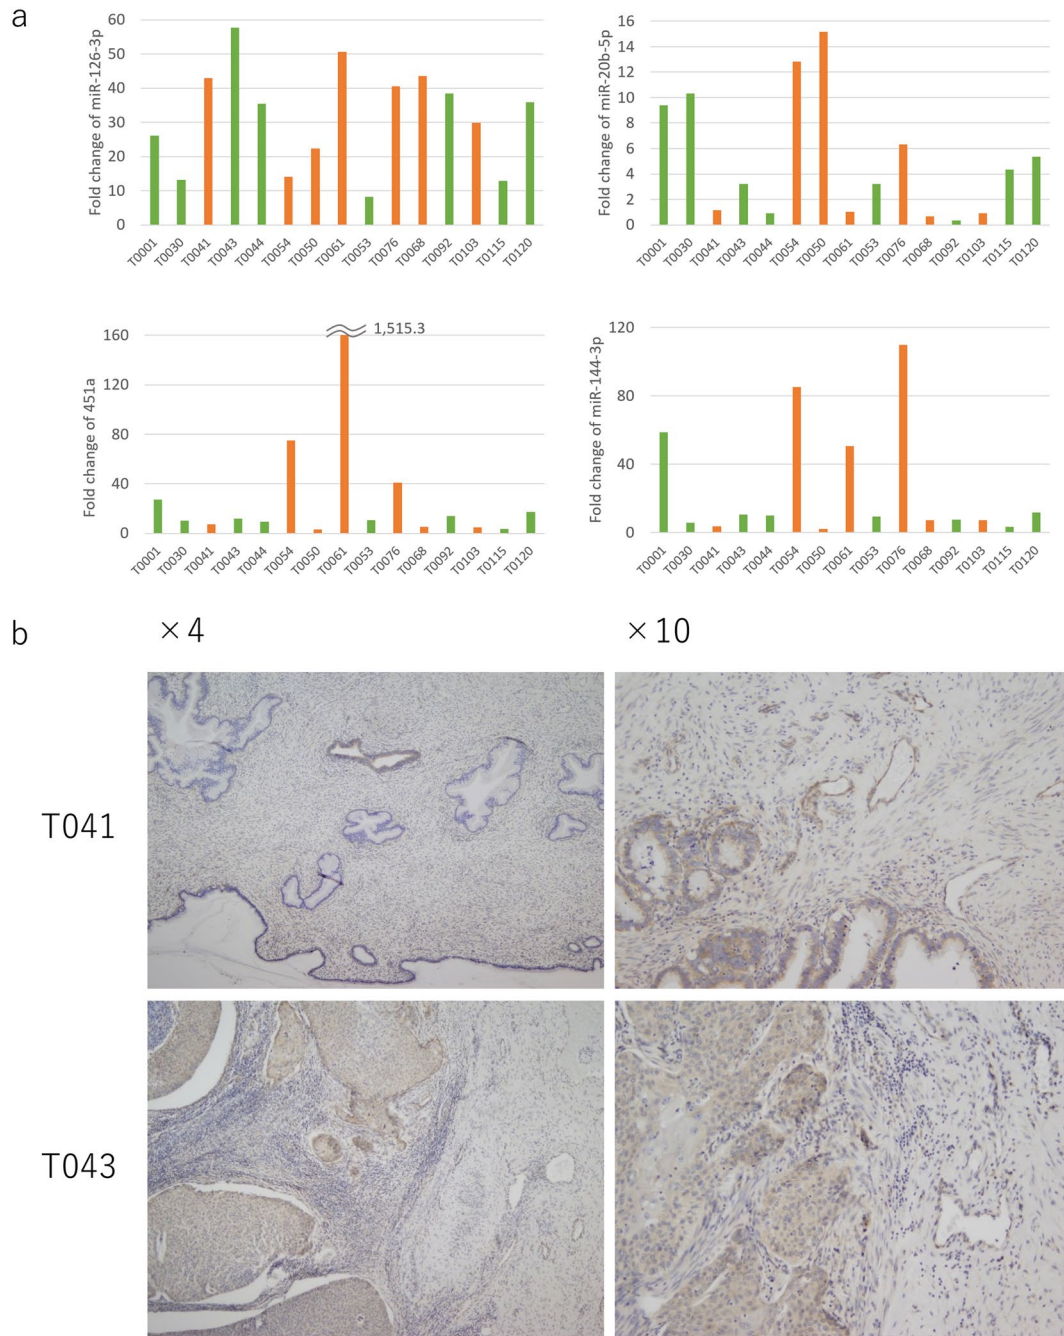 a
Fold change of miR-126-3p
60
50
40
30
20
10
0
T0001 T0030 T0041 T0043 T0044 T0054 T0050 T0061 T0053 T0076 T0068 T0092 T0103 T0115 T0120
Fold change of miR-20b-5p
16
14
12
10
8
6
4
2
0
T0001 T0030 T0041 T0043 T0044 T0054 T0050 T0061 T0053 T0076 T0068 T0092 T0103 T0115 T0120
Fold change of 451a
160
120
80
40
0
1,515.3
T0001 T0030 T0041 T0043 T0044 T0054 T0050 T0061 T0053 T0076 T0068 T0092 T0103 T0115 T0120
Fold change of miR-144-3p
120
80
40
0
T0001 T0030 T0041 T0043 T0044 T0054 T0050 T0061 T0053 T0076 T0068 T0092 T0103 T0115 T0120
b
×4
×10
T041
T043